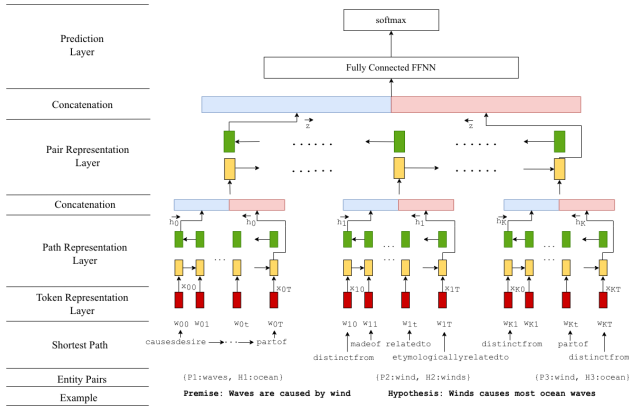 softmax
Prediction
Layer
Fully Connected FFNN
Concatenation
z z
Pair Representation
Layer
...... ......
Concatenation
h0 h0 h1 h1 hK hK
Path Representation
Layer
... ... ...
x00 x0T x10 x1T xK0 xKT
Token Representation
Layer
w00 w01 w0t w0T w10 w11 w1t w1T wK1 wK1 wKt wKT
Shortest Path
causesdesire ... partof madeof relatedto partof
distinctfrom etymologicallyrelatedto distinctfrom distinctfrom
Entity Pairs {P1:waves, H1:ocean} {P2:wind, H2:winds} {P3:wind, H3:ocean}
Example Premise: Waves are caused by wind Hypothesis: Winds causes most ocean waves